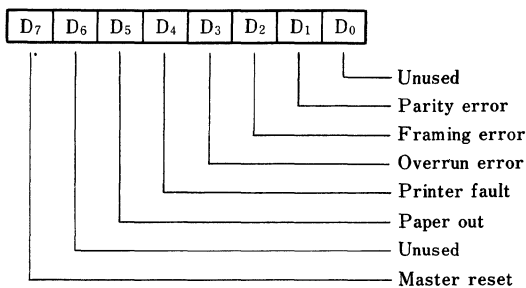 D7 D6 D5 D4 D3 D2 D1 D0
Unused
Parity error
Framing error
Overrun error
Printer fault
Paper out
Unused
Master reset